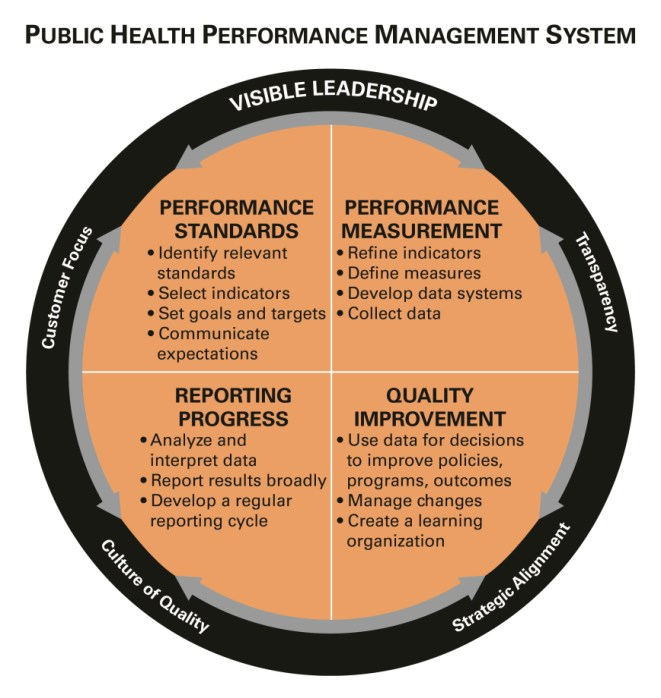 PUBLIC HEALTH PERFORMANCE MANAGEMENT SYSTEM
VISIBLE LEADERSHIP
Customer Focus
Transparency
PERFORMANCE
STANDARDS
• Identify relevant
standards
• Select indicators
• Set goals and targets
• Communicate
expectations
PERFORMANCE
MEASUREMENT
• Refine indicators
• Define measures
• Develop data systems
• Collect data
REPORTING
PROGRESS
• Analyze and
interpret data
• Report results broadly
• Develop a regular
reporting cycle
QUALITY
IMPROVEMENT
• Use data for decisions
to improve policies,
programs, outcomes
• Manage changes
• Create a learning
organization
Culture of Quality
Strategic Alignment